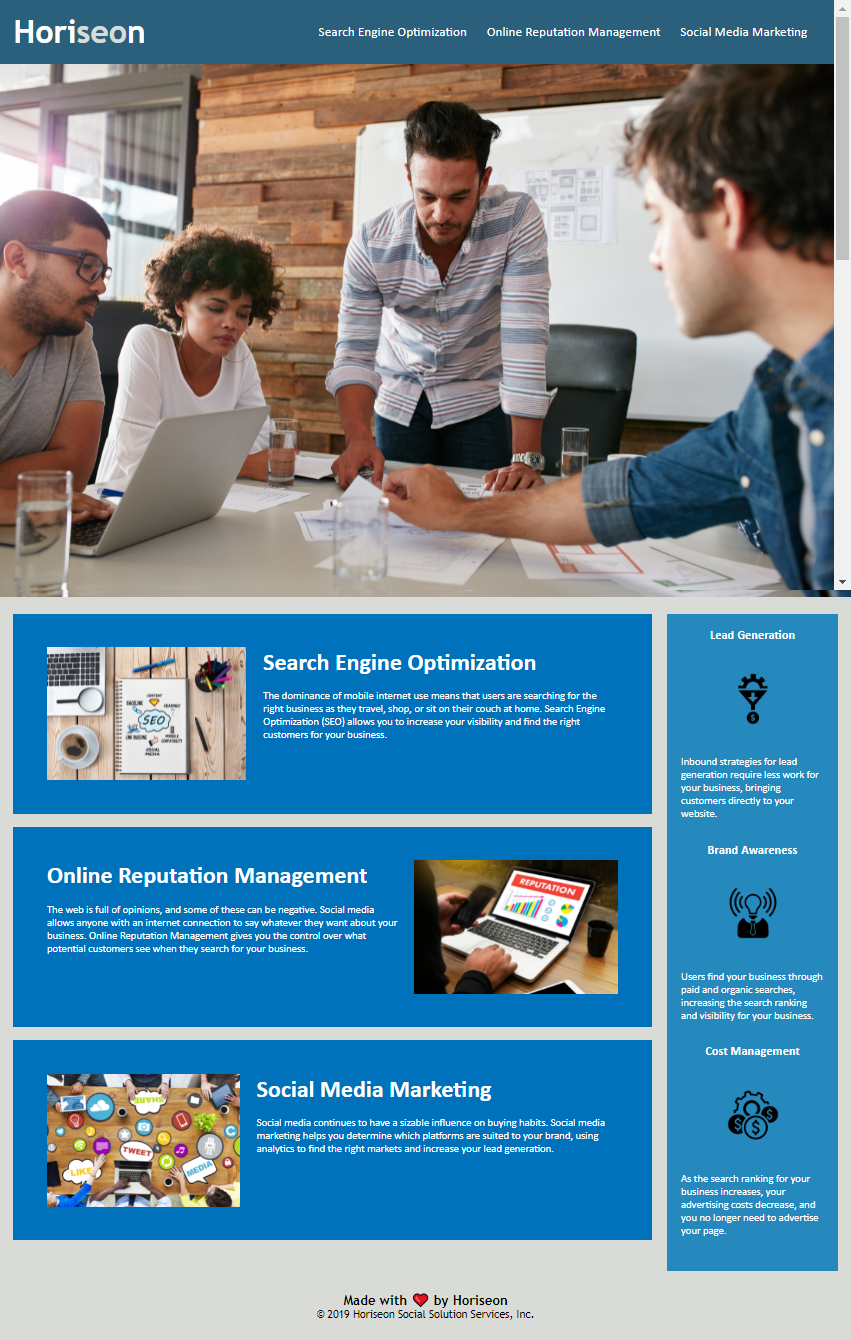 Horiseon
Search Engine Optimization
Online Reputation Management
Social Media Marketing
SEO
Search Engine Optimization
The dominance of mobile internet use means that users are searching for the
right business as they travel, shop, or sit on their couch at home. Search Engine
Optimization (SEO) allows you to increase your visibility and find the right
customers for your business.
Online Reputation Management
The web is full of opinions, and some of these can be negative. Social media
allows anyone with an internet connection to say whatever they want about your
business. Online Reputation Management gives you the control over what
potential customers see when they search for your business.
REPUTATION
SHARE
TWEET
LIKE
MEDIA
Social Media Marketing
Social media continues to have a sizable influence on buying habits. Social media
marketing helps you determine which platforms are suited to your brand, using
analytics to find the right markets and increase your lead generation.
Lead Generation
Inbound strategies for lead
generation require less work for
your business, bringing
customers directly to your
website.
Brand Awareness
Users find your business through
paid and organic searches,
increasing the search ranking
and visibility for your business.
Cost Management
As the search ranking for your
business increases, your
advertising costs decrease, and
you no longer need to advertise
your page.
Made with ❤️ by Horiseon
© 2019 Horiseon Social Solution Services, Inc.